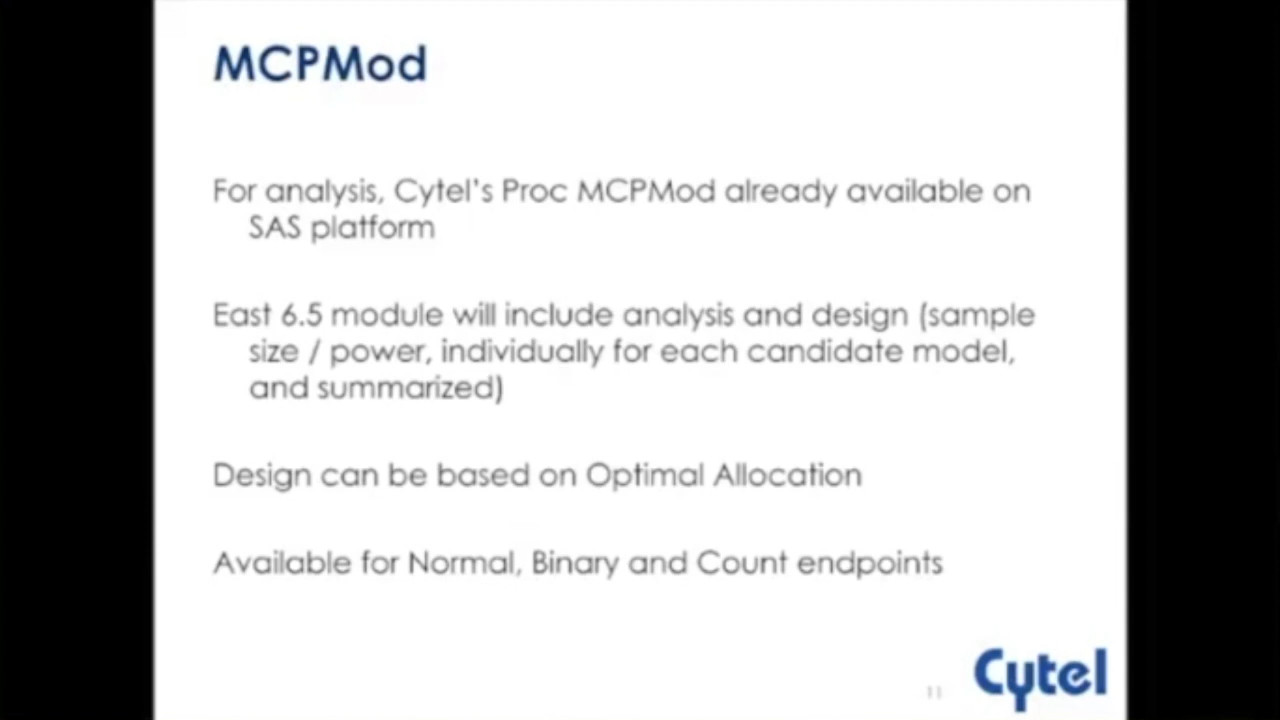 MCPMod
For analysis, Cytel's Proc MCPMod already available on
SAS platform
East 6.5 module will include analysis and design (sample
size / power, individually for each candidate model,
and summarized)
Design can be based on Optimal Allocation
Available for Normal, Binary and Count endpoints
11
Cytel